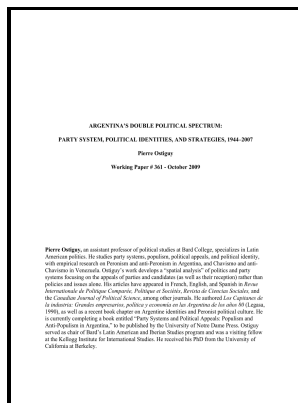 ARGENTINA'S DOUBLE POLITICAL SPECTRUM:
PARTY SYSTEM, POLITICAL IDENTITIES, AND STRATEGIES, 1944–2007
Pierre Ostiguy
Working Paper # 361 - October 2009
Pierre Ostiguy, an assistant professor of political studies at Bard College, specializes in Latin
American politics. He studies party systems, populism, political appeals, and political identity,
with empirical research on Peronism and anti-Peronism in Argentina, and Chavismo and anti-
Chavismo in Venezuela. Ostiguy's work develops a "spatial analysis" of politics and party
systems focusing on the appeals of parties and candidates (as well as their reception) rather than
policies and issues alone. His articles have appeared in French, English, and Spanish in Revue
Internationale de Politique Comparée, Politique et Sociétés, Revista de Ciencias Sociales, and
the Canadian Journal of Political Science, among other journals. He authored Los Capitanes de
la industria: Grandes empresarios, política y economía en la Argentina de los años 80 (Legasa,
1990), as well as a recent book chapter on Argentine identities and Peronist political culture. He
is currently completing a book entitled "Party Systems and Political Appeals: Populism and
Anti-Populism in Argentina," to be published by the University of Notre Dame Press. Ostiguy
served as chair of Bard's Latin American and Iberian Studies program and was a visiting fellow
at the Kellogg Institute for International Studies. He received his PhD from the University of
California at Berkeley.